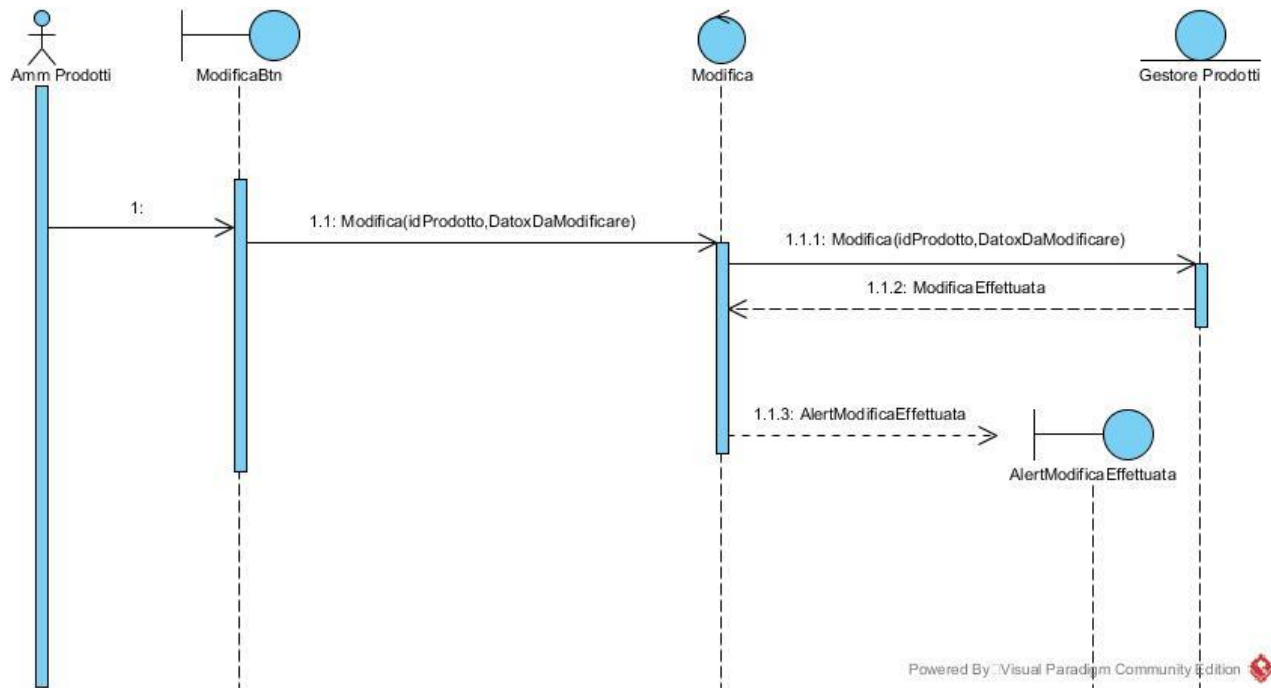 Amm Prodotti
ModificaBtn
Modifica
Gestore Prodotti
1:
1.1: Modifica(idProdotto,DatoxDaModificare)
1.1.1: Modifica(idProdotto,DatoxDaModificare)
1.1.2: ModificaEffettuata
1.1.3: AlertModificaEffettuata
AlertModificaEffettuata
Powered By Visual Paradigm Community Edition